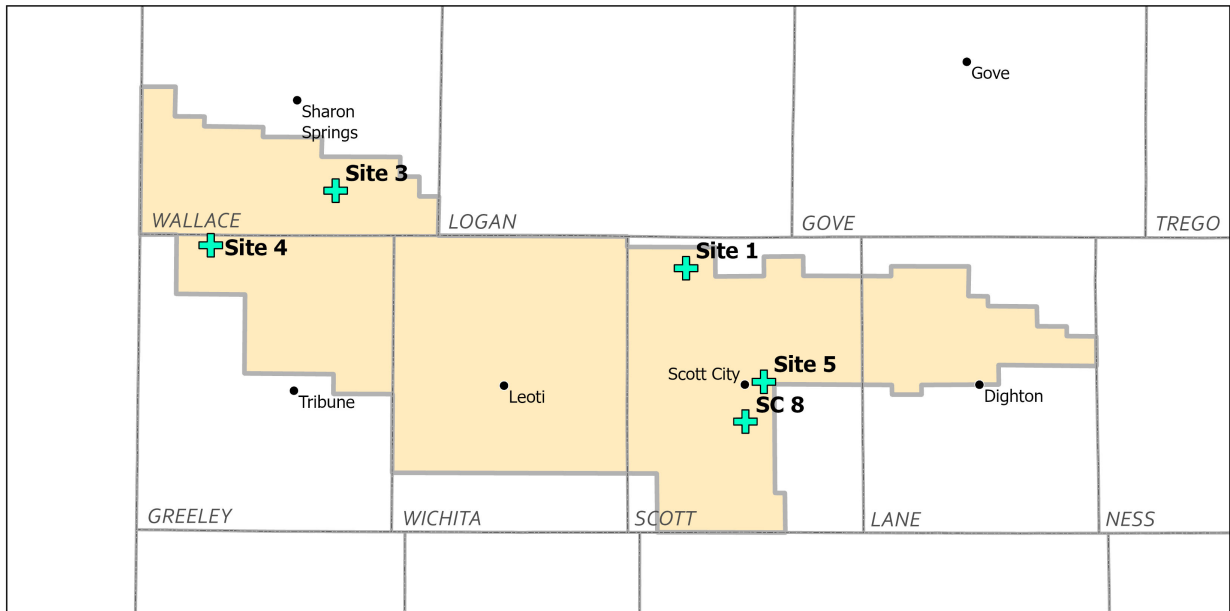 Gove
Sharon
Springs
Site 3
WALLACE
LOGAN
GOVE
TREGO
Site 4
Site 1
Scott City
Site 5
Leoti
Tribune
Dighton
SC 8
GREELEY
WICHITA
SCOTT
LANE
NESS